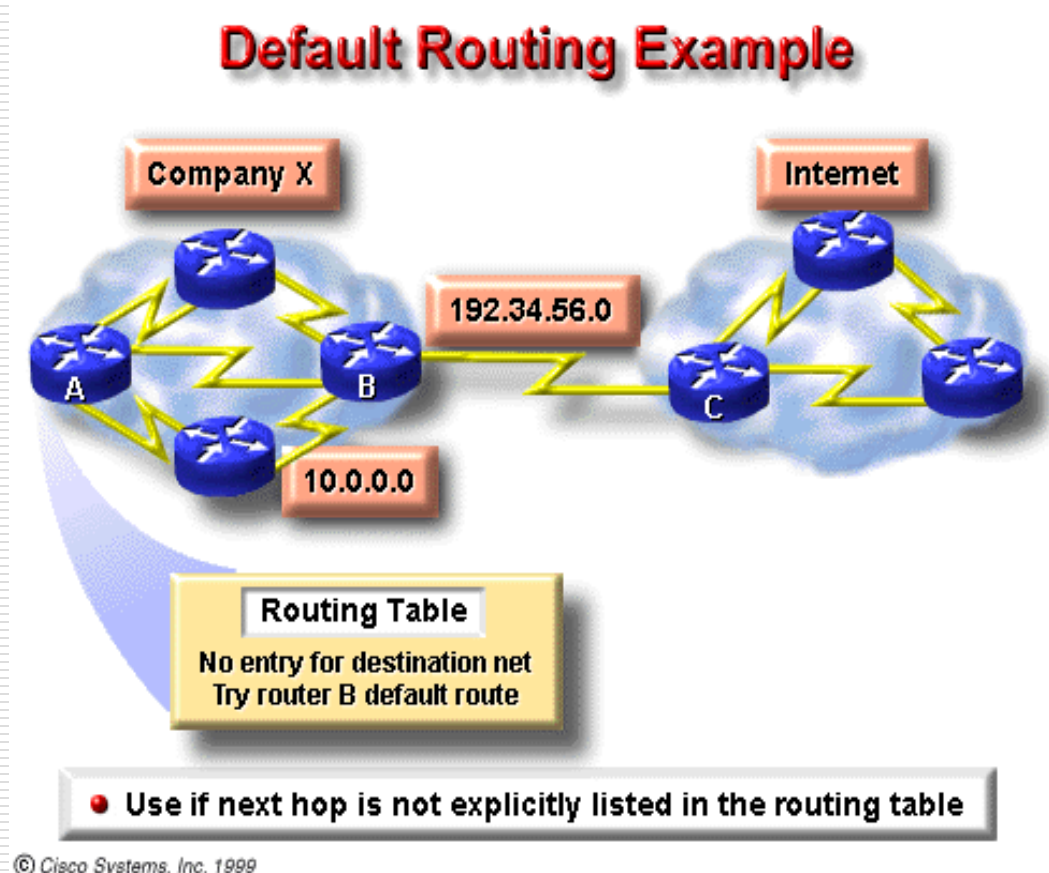 Default Routing Example
Company X
Internet
192.34.56.0
A
B
C
10.0.0.0
Routing Table
No entry for destination net
Try router B default route
Use if next hop is not explicitly listed in the routing table
© Cisco Systems, Inc. 1999